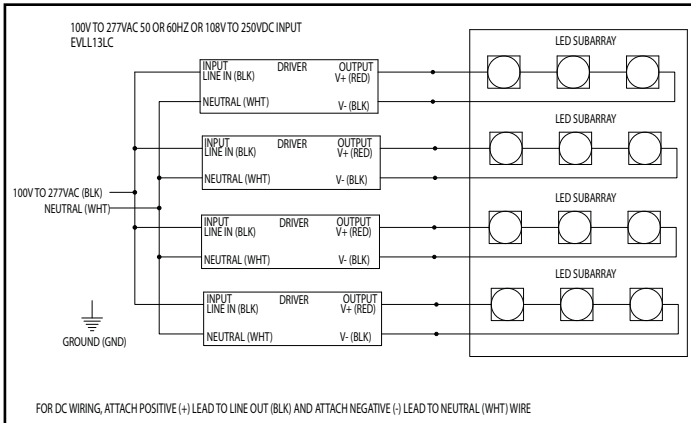 100V TO 277VAC 50 OR 60HZ OR 108V TO 250VDC INPUT
EVLL13LC
LED SUBARRAY
INPUT DRIVER OUTPUT
LINE IN (BLK) V+ (RED)
NEUTRAL (WHT) V- (BLK)
LED SUBARRAY
INPUT DRIVER OUTPUT
LINE IN (BLK) V+ (RED)
NEUTRAL (WHT) V- (BLK)
100V TO 277VAC (BLK)
NEUTRAL (WHT)
LED SUBARRAY
INPUT DRIVER OUTPUT
LINE IN (BLK) V+ (RED)
NEUTRAL (WHT) V- (BLK)
LED SUBARRAY
INPUT DRIVER OUTPUT
LINE IN (BLK) V+ (RED)
NEUTRAL (WHT) V- (BLK)
GROUND (GND)
FOR DC WIRING, ATTACH POSITIVE (+) LEAD TO LINE OUT (BLK) AND ATTACH NEGATIVE (-) LEAD TO NEUTRAL (WHT) WIRE